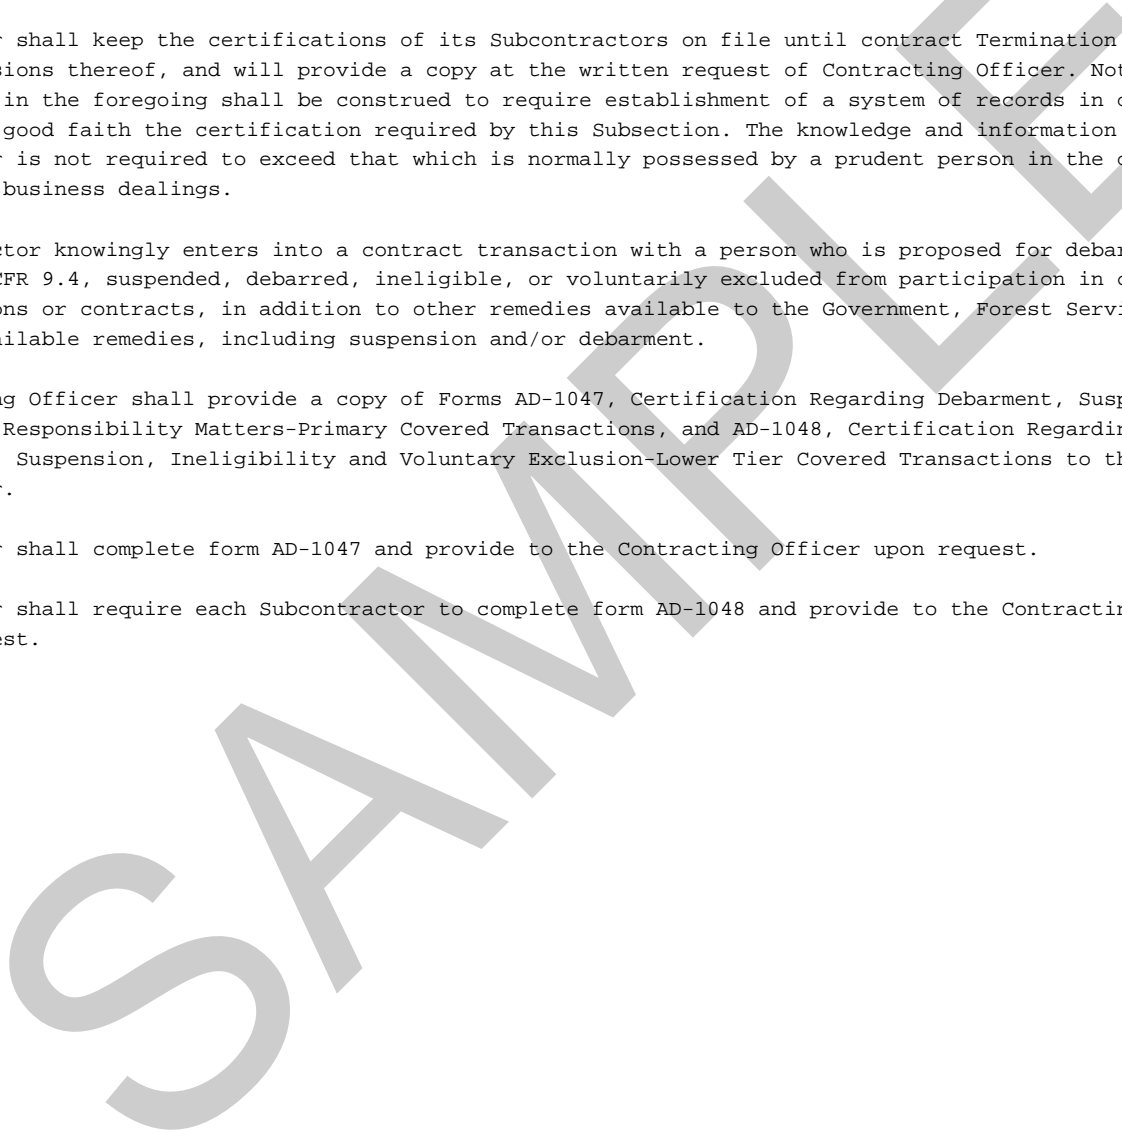 shall keep the certifications of its Subcontractors on file until contract Termination
sions thereof, and will provide a copy at the written request of Contracting Officer. Not
in the foregoing shall be construed to require establishment of a system of records in
good faith the certification required by this Subsection. The knowledge and information
is not required to exceed that which is normally possessed by a prudent person in the
business dealings.
ctor knowingly enters into a contract transaction with a person who is proposed for debar
CFR 9.4, suspended, debarred, ineligible, or voluntarily excluded from participation in
ons or contracts, in addition to other remedies available to the Government, Forest Servi
ilable remedies, including suspension and/or debarment.
ng Officer shall provide a copy of Forms AD-1047, Certification Regarding Debarment, Susp
Responsibility Matters-Primary Covered Transactions, and AD-1048, Certification Regardin
, Suspension, Ineligibility and Voluntary Exclusion-Lower Tier Covered Transactions to th
r.
r shall complete form AD-1047 and provide to the Contracting Officer upon request.
r shall require each Subcontractor to complete form AD-1048 and provide to the Contractin
est.
SAMPLE